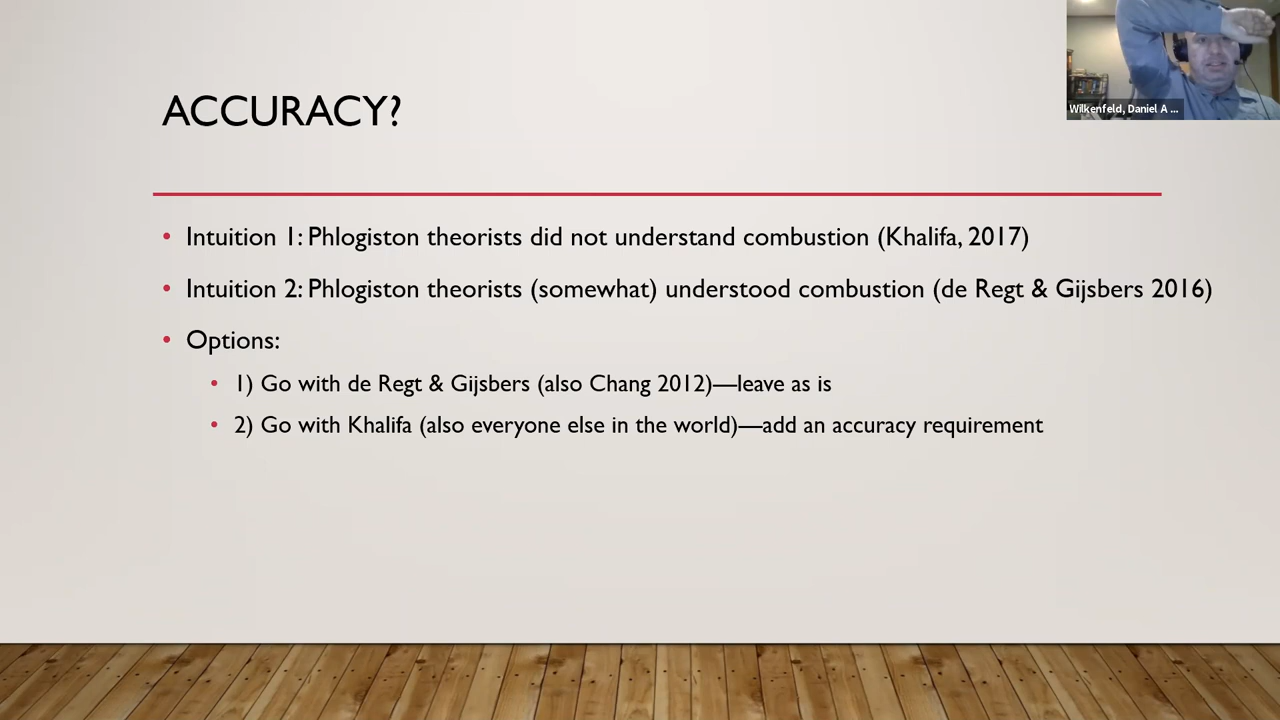 Wilkenfeld, Daniel A ...
ACCURACY?
• Intuition 1: Phlogiston theorists did not understand combustion (Khalifa, 2017)
• Intuition 2: Phlogiston theorists (somewhat) understood combustion (de Regt & Gijsbers 2016)
• Options:
• 1) Go with de Regt & Gijsbers (also Chang 2012)—leave as is
• 2) Go with Khalifa (also everyone else in the world)—add an accuracy requirement